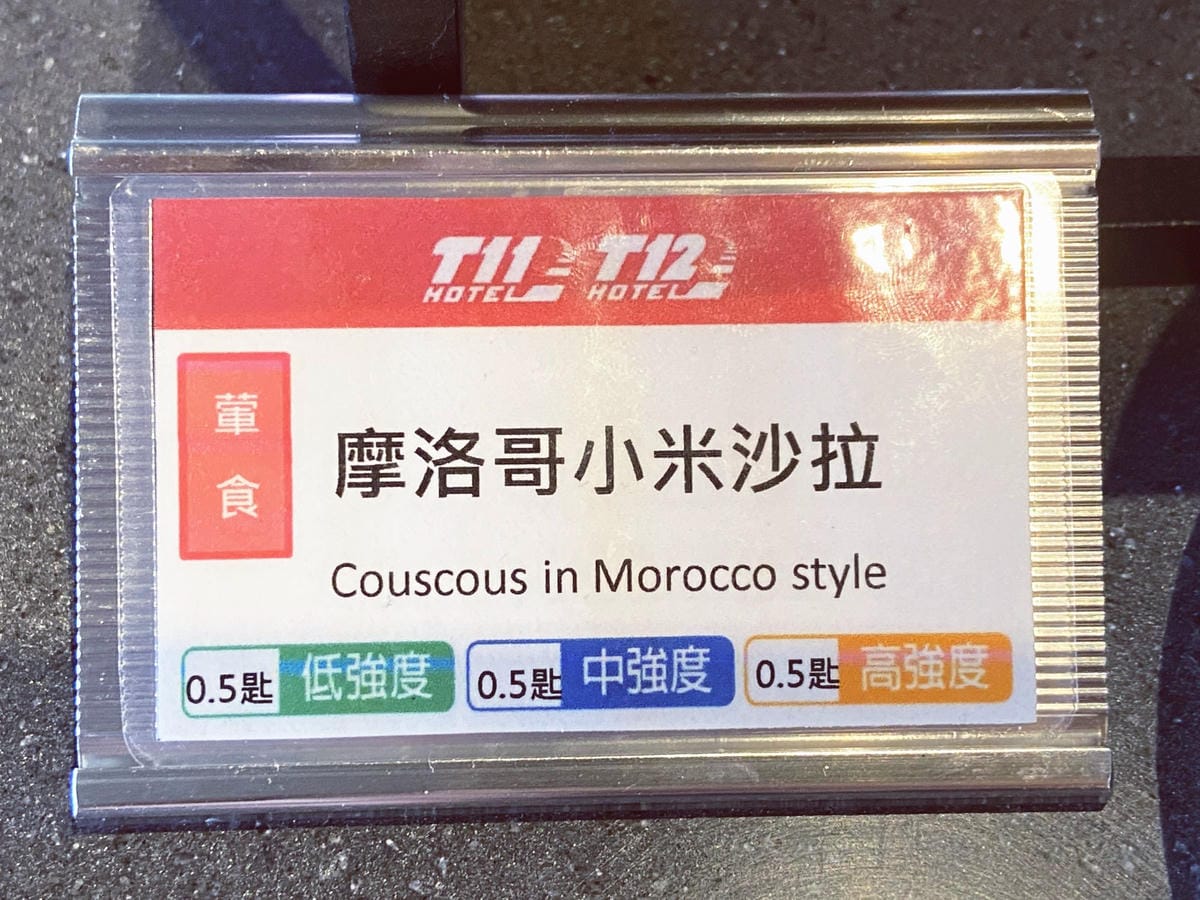 T11 T12
HOTEL HOTEL
葷食
摩洛哥小米沙拉
Couscous in Morocco style
0.5匙 低強度 0.5匙 中強度 0.5匙 高強度